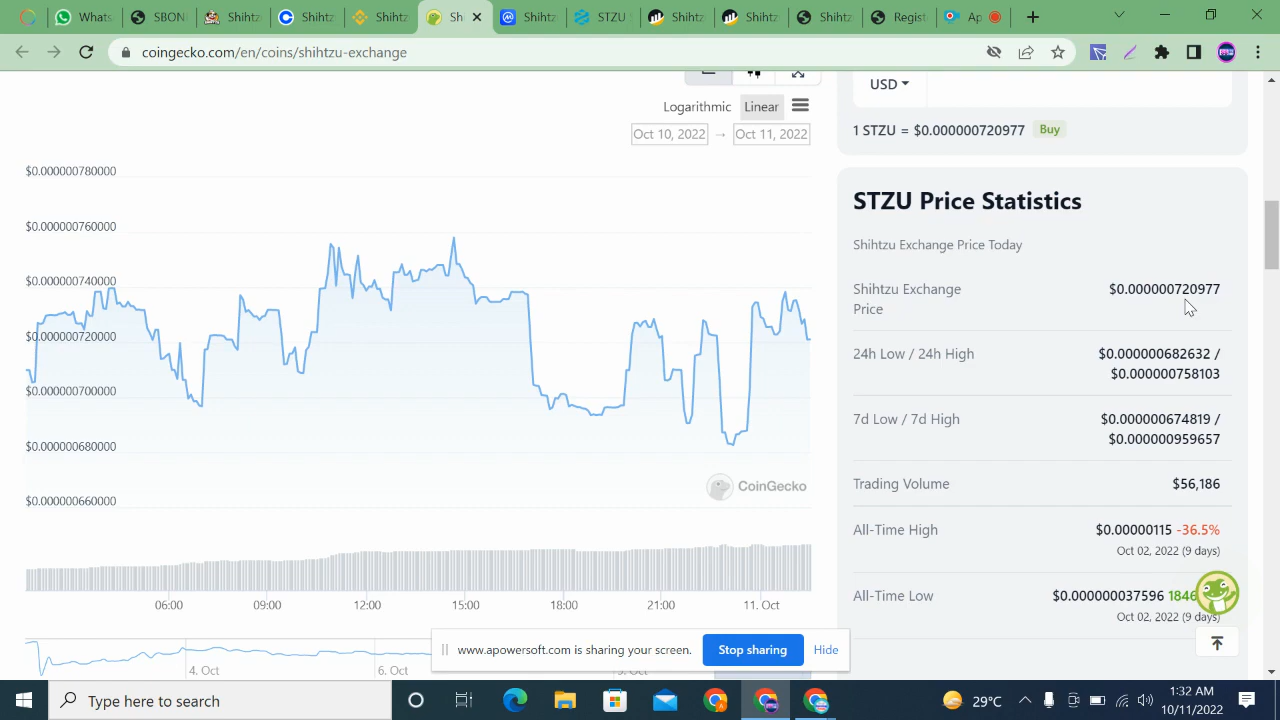 Whats
SBON
Shihtz
Shihtz
Shihtz
Sh
Shihtz
STZU
Shihtz
Shihtz
Shihtz
Regist
Ap
coingecko.com/en/coins/shihtzu-exchange
Logarithmic
Linear
Oct 10, 2022 → Oct 11, 2022
$0.000000780000
$0.000000760000
$0.000000740000
$0.000000720000
$0.000000700000
$0.000000680000
$0.000000660000
CoinGecko
06:00
09:00
12:00
15:00
18:00
21:00
11. Oct
4. Oct
6. Oct
USD
1 STZU = $0.000000720977
Buy
STZU Price Statistics
Shihtzu Exchange Price Today
Shihtzu Exchange
Price
$0.000000720977
24h Low / 24h High
$0.000000682632 /
$0.000000758103
7d Low / 7d High
$0.000000674819 /
$0.000000959657
Trading Volume
$56,186
All-Time High
$0.00000115 -36.5%
Oct 02, 2022 (9 days)
All-Time Low
$0.000000037596 1846
Oct 02, 2022 (9 days)
www.apowersoft.com is sharing your screen.
Stop sharing
Hide
Type here to search
29°C
1:32 AM
10/11/2022